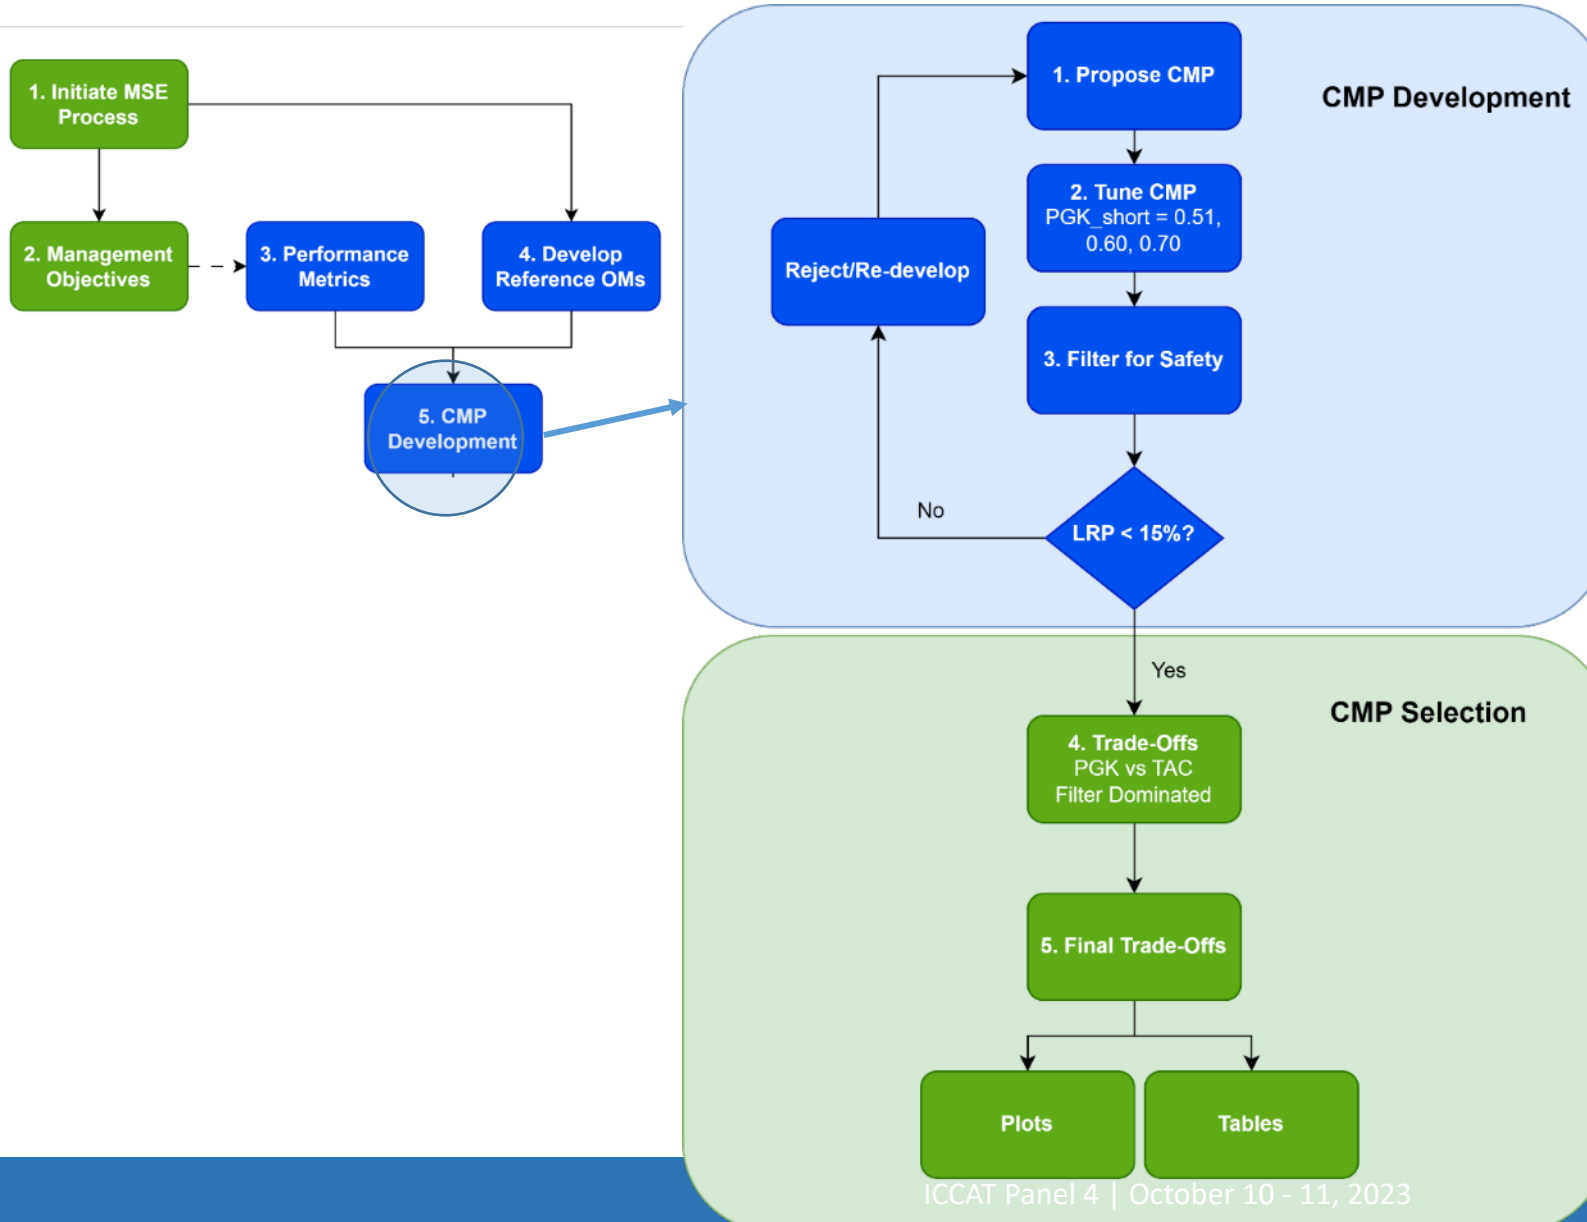 1. Initiate MSE
Process
2. Management
Objectives
3. Performance
Metrics
4. Develop
Reference OMs
5. CMP
Development
CMP Development
1. Propose CMP
2. Tune CMP
PGK_short = 0.51,
0.60, 0.70
Reject/Re-develop
3. Filter for Safety
No
LRP < 15%?
Yes
CMP Selection
4. Trade-Offs
PGK vs TAC
Filter Dominated
5. Final Trade-Offs
Plots
Tables
ICCAT Panel 4 | October 10 - 11, 2023